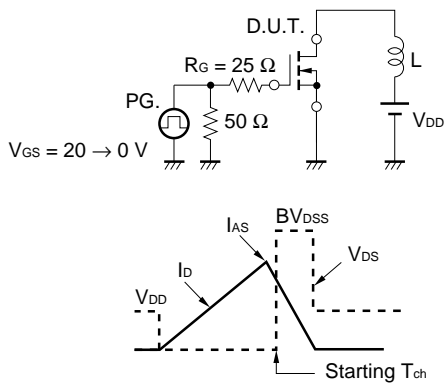 D.U.T.
RG = 25 Ω
L
PG.
50 Ω
VDD
VGS = 20 → 0 V
BVDSS
IAS
ID
VDS
VDD
Starting Tch